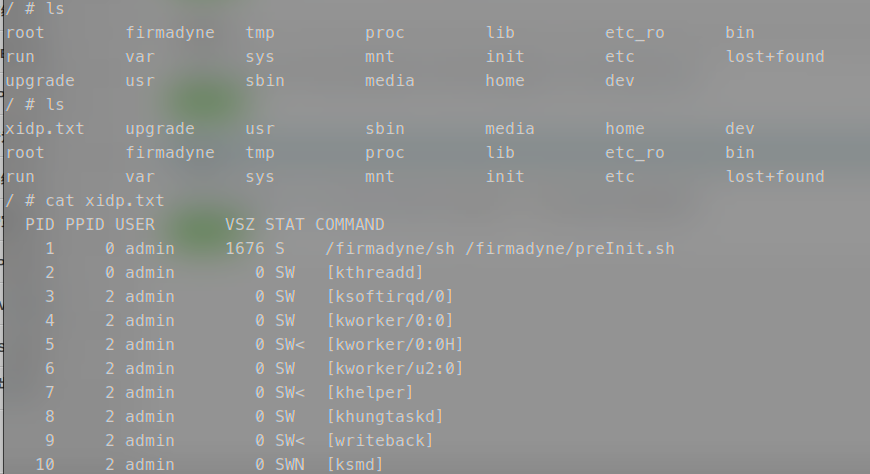 / # ls
root firmadyne tmp proc lib etc_ro bin
run var sys mnt init etc lost+found
upgrade usr sbin media home dev
/ # ls
xidp.txt upgrade usr sbin media home dev
root firmadyne tmp proc lib etc_ro bin
run var sys mnt init etc lost+found
/ # cat xidp.txt
PID PPID USER VSZ STAT COMMAND
1 0 admin 1676 S /firmadyne/sh /firmadyne/preInit.sh
2 0 admin 0 SW [kthreadd]
3 2 admin 0 SW [ksoftirqd/0]
4 2 admin 0 SW [kworker/0:0]
5 2 admin 0 SW< [kworker/0:0H]
6 2 admin 0 SW [kworker/u2:0]
7 2 admin 0 SW< [khelper]
8 2 admin 0 SW [khungtaskd]
9 2 admin 0 SW< [writeback]
10 2 admin 0 SWN [ksmd]